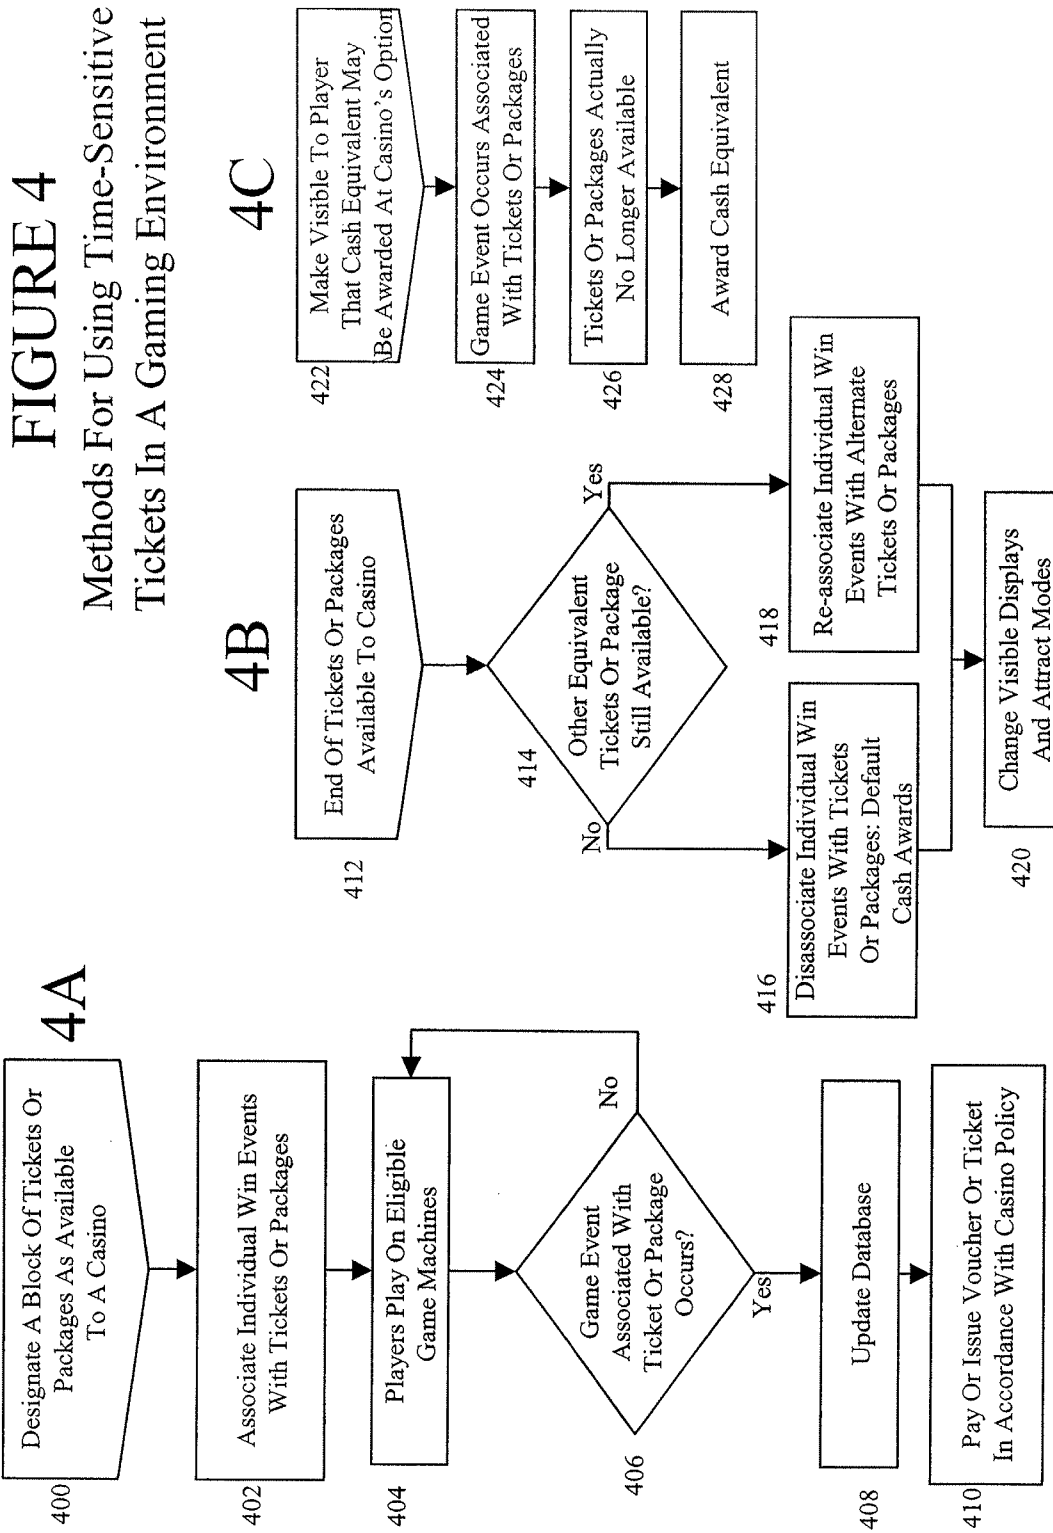 FIGURE 4
Methods For Using Time-Sensitive
Tickets In A Gaming Environment
4A
400
Designate A Block Of Tickets Or
Packages As Available
To A Casino
402
Associate Individual Win Events
With Tickets Or Packages
404
Players Play On Eligible
Game Machines
406
Game Event
Associated With
Ticket Or Package
Occurs?
No
Yes
408
Update Database
410
Pay Or Issue Voucher Or Ticket
In Accordance With Casino Policy
4B
412
End Of Tickets Or Packages
Available To Casino
414
Other Equivalent
Tickets Or Package
Still Available?
No
Yes
416
Disassociate Individual Win
Events With Tickets
Or Packages: Default
Cash Awards
418
Re-associate Individual Win
Events With Alternate
Tickets Or Packages
420
Change Visible Displays
And Attract Modes
4C
422
Make Visible To Player
That Cash Equivalent May
Be Awarded At Casino's Option
424
Game Event Occurs Associated
With Tickets Or Packages
426
Tickets Or Packages Actually
No Longer Available
428
Award Cash Equivalent